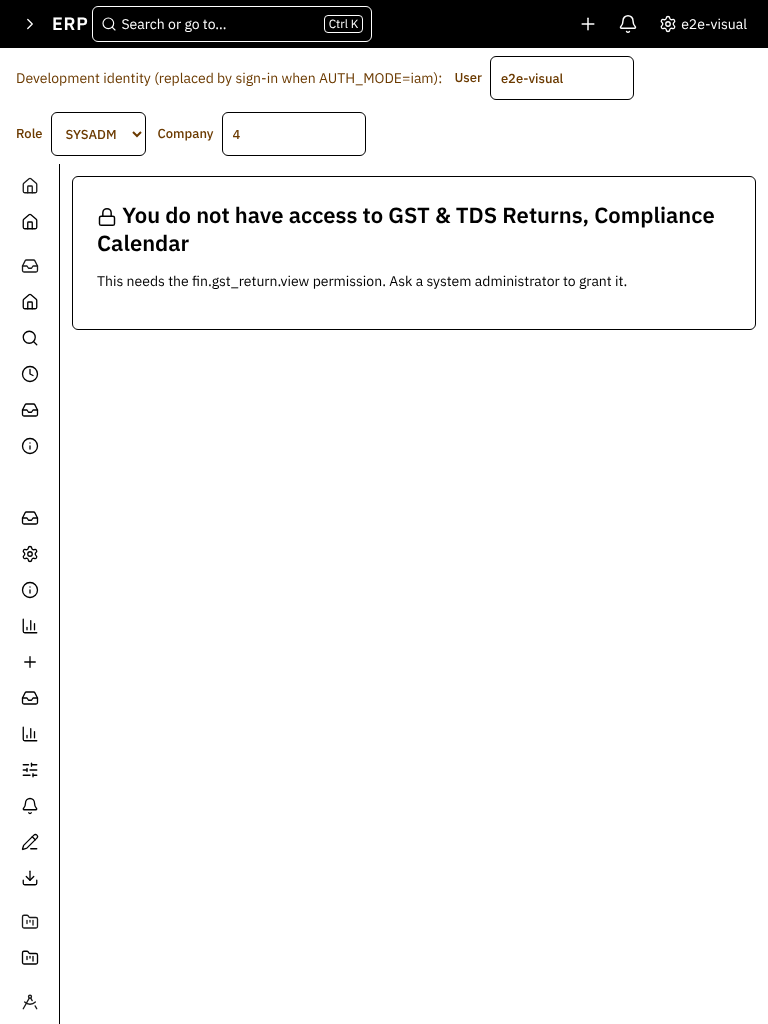 ERP
Search or go to... Ctrl K
e2e-visual
Development identity (replaced by sign-in when AUTH_MODE=iam): User e2e-visual
Role SYSADM Company 4
You do not have access to GST & TDS Returns, Compliance
Calendar
This needs the fin.gst_return.view permission. Ask a system administrator to grant it.